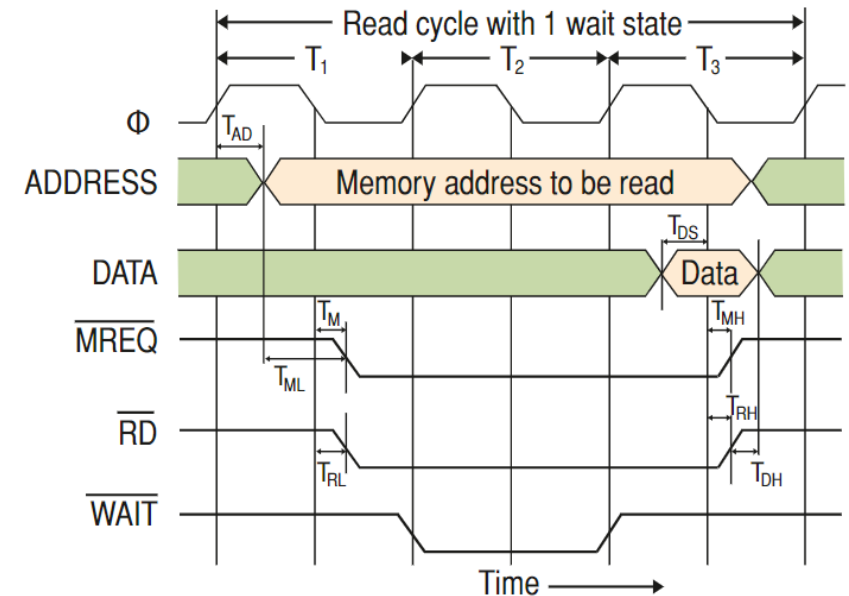 Read cycle with 1 wait state
T1 T2 T3
Φ
TAD
ADDRESS Memory address to be read
TDS
DATA Data
TM TMH
MREQ
TML
TRH
RD
TRL TDH
WAIT
Time